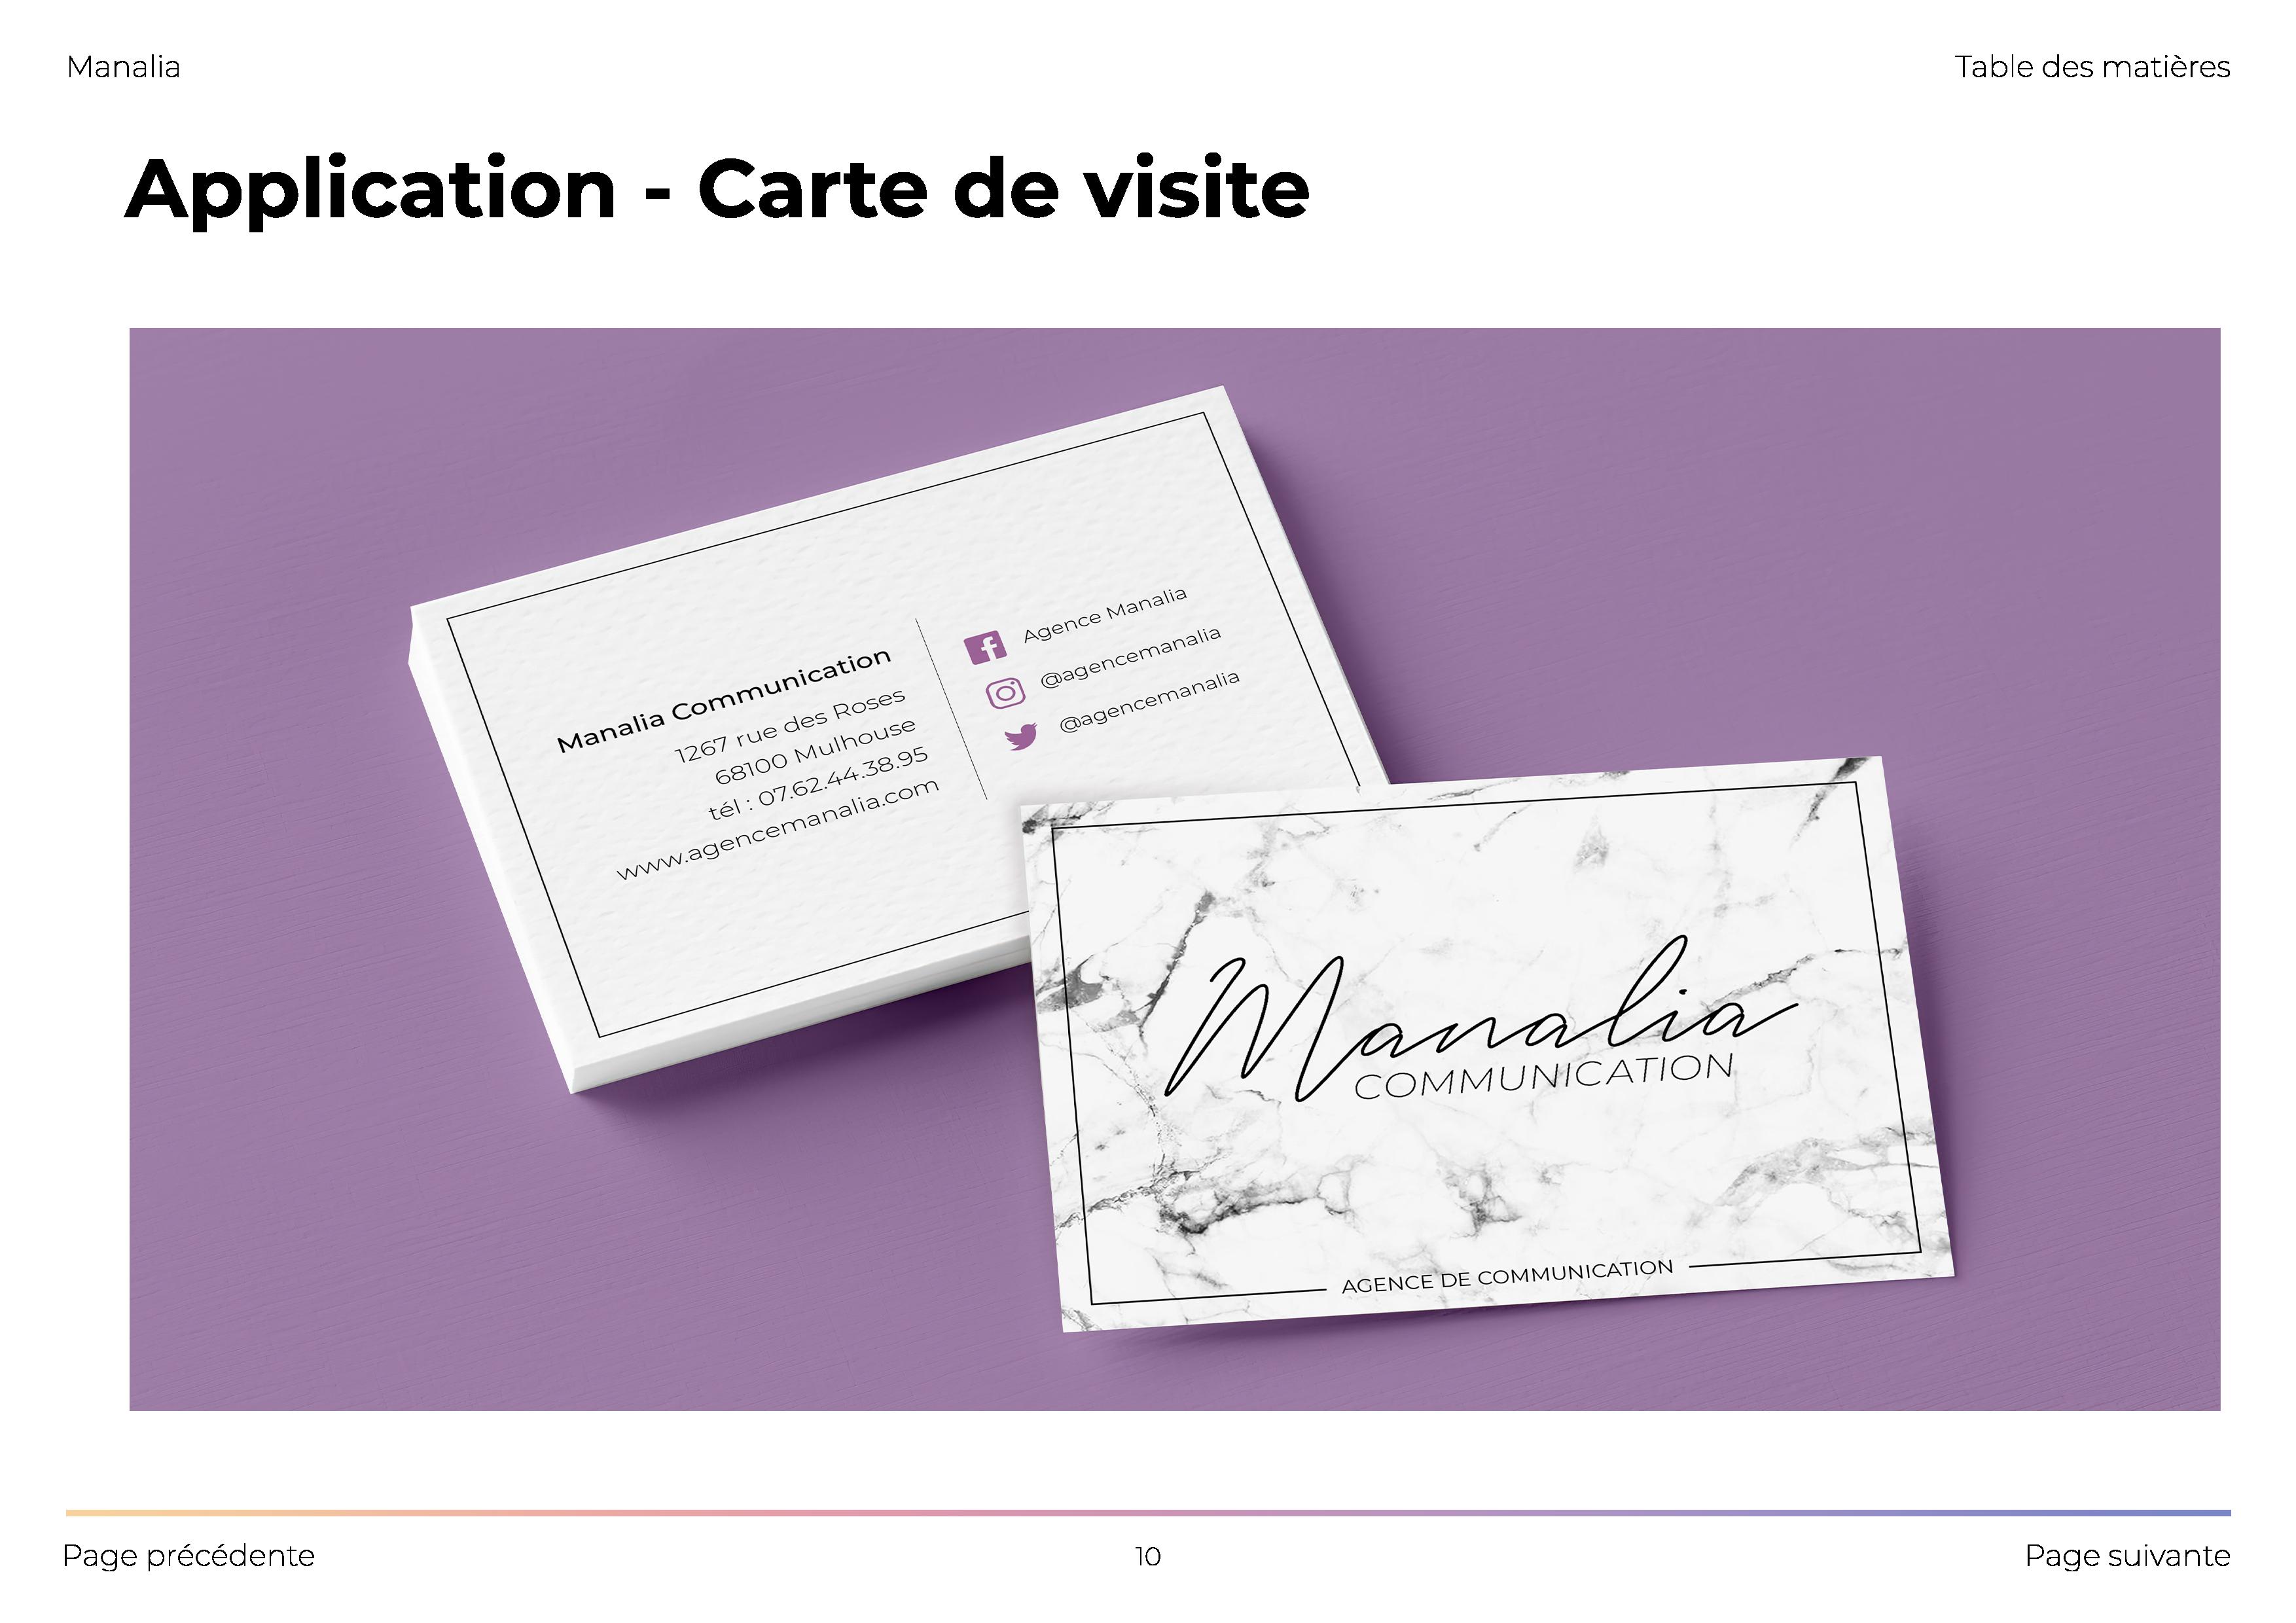 Manalia
Table des matières
Application - Carte de visite
Manalia Communication
1267 rue des Roses
68100 Mulhouse
tél : 07.62.44.38.95
www.agencemanalia.com
Agence Manalia
@agencemanalia
@agencemanalia
Manalia
COMMUNICATION
AGENCE DE COMMUNICATION
Page précédente
10
Page suivante